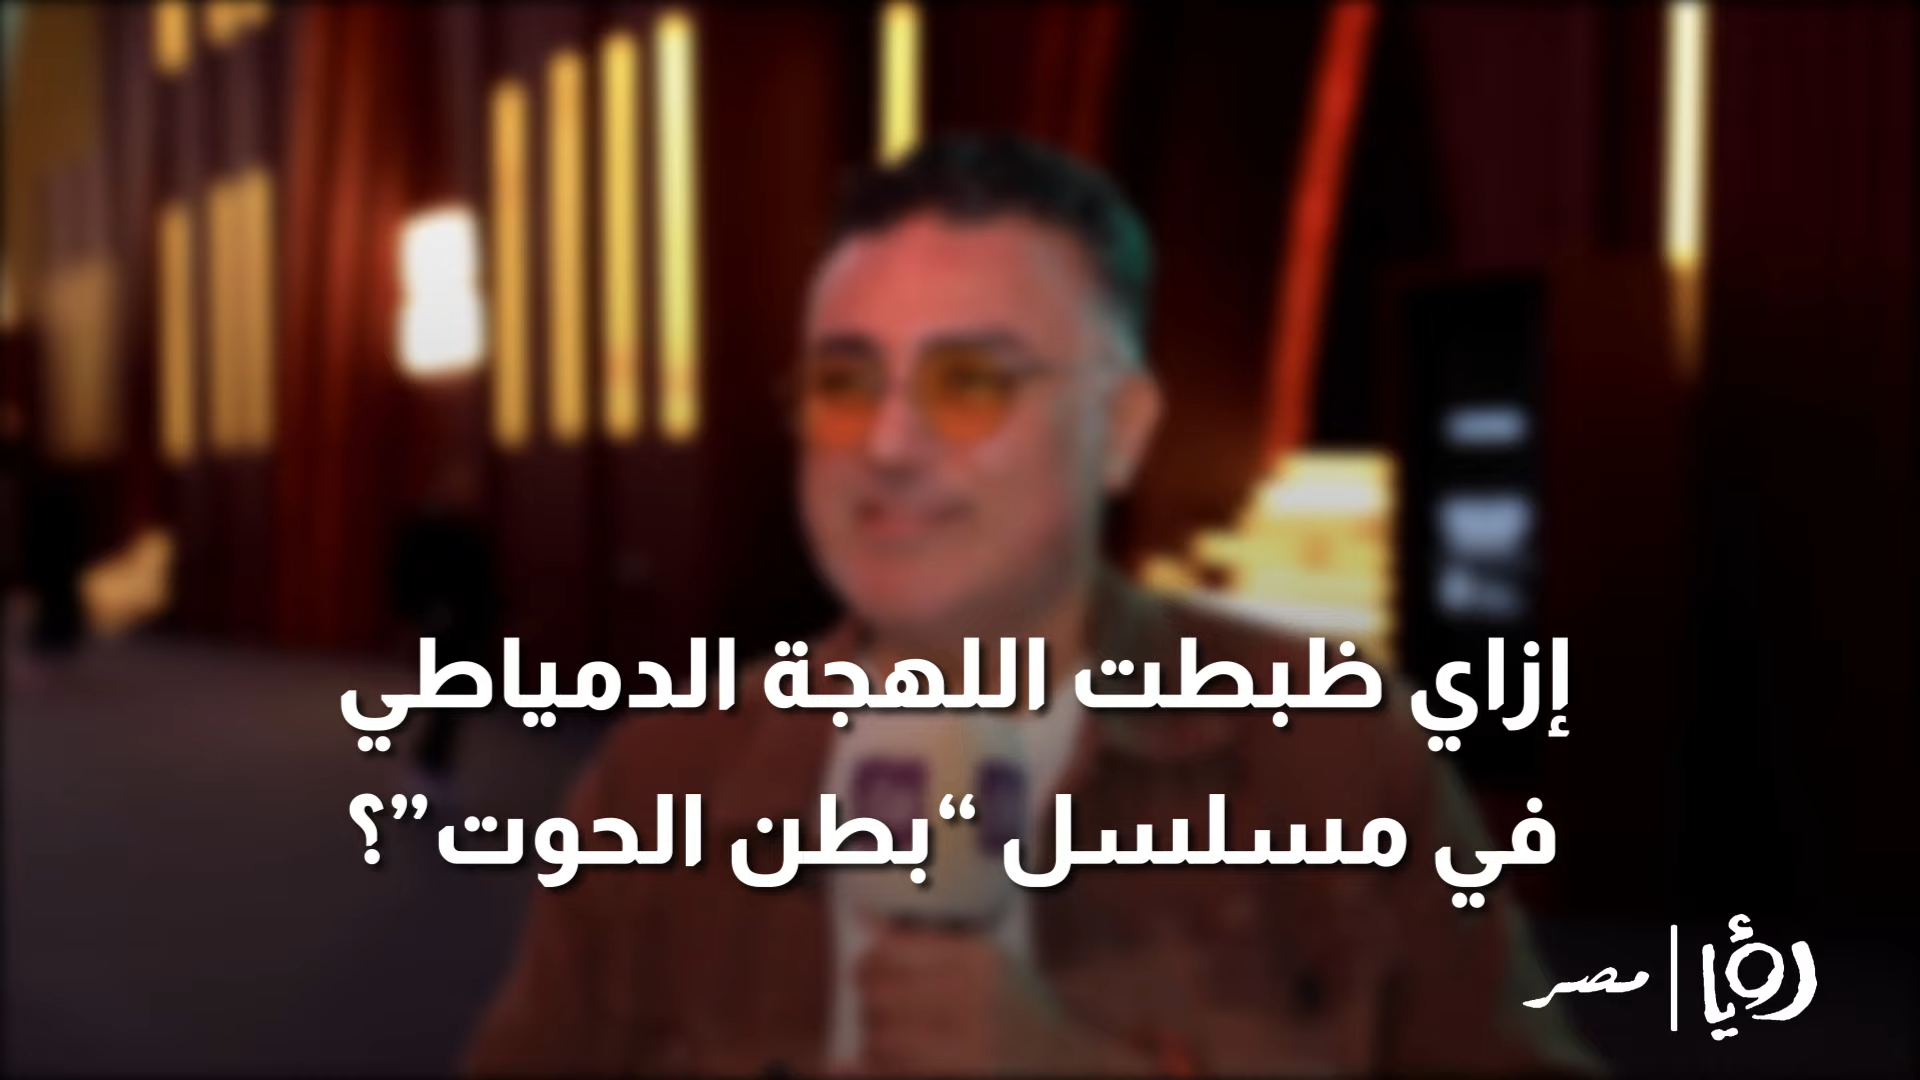 إزاي ظبطت اللهجة الدمياطي
في مسلسل “بطن الحوت”؟
رؤيا | مصر